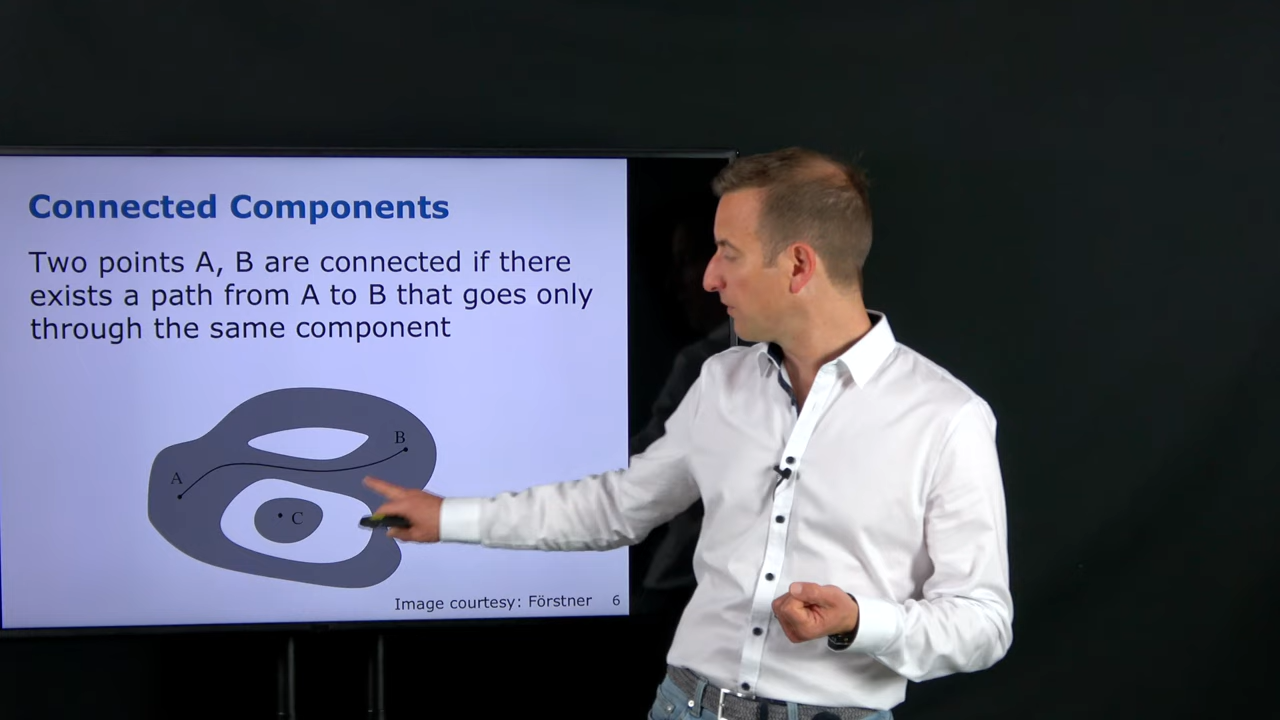 Connected Components
Two points A, B are connected if there
exists a path from A to B that goes only
through the same component
B
A
C
Image courtesy: Förstner 6